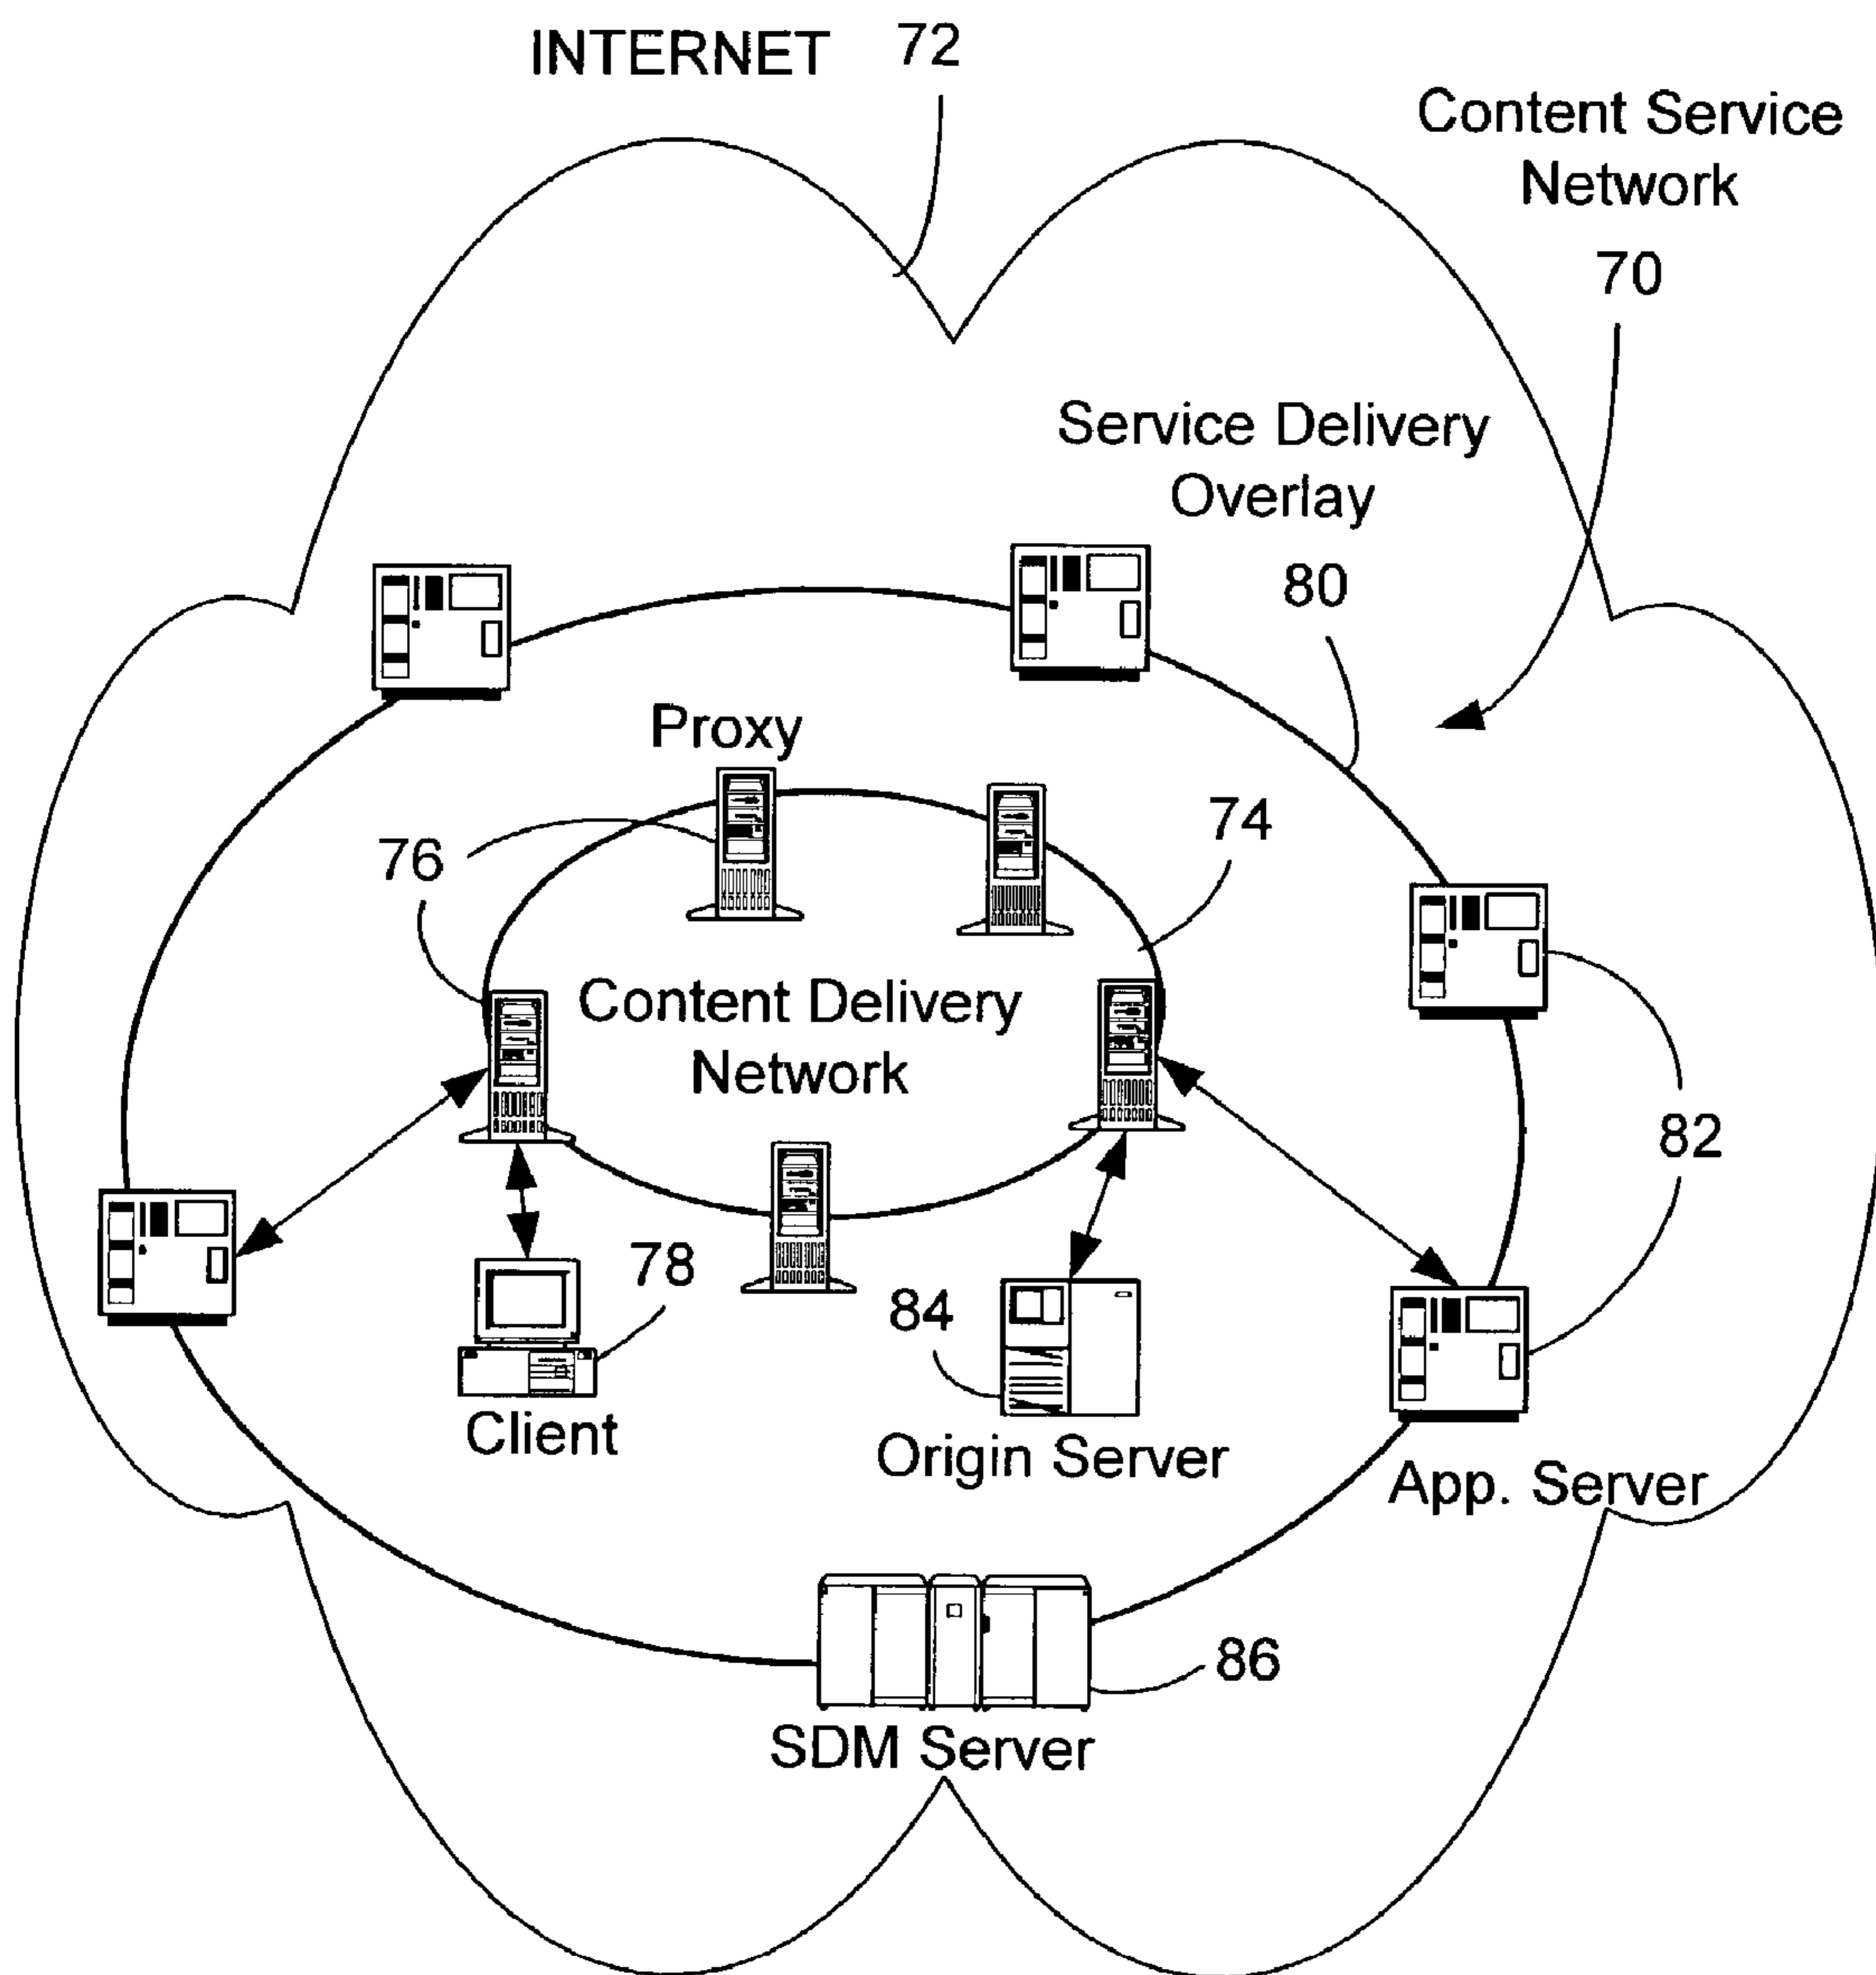 INTERNET 72
Content Service
Network
70
Service Delivery
Overlay
80
Proxy
76
74
Content Delivery
Network
82
78
84
Client
Origin Server
App. Server
86
SDM Server